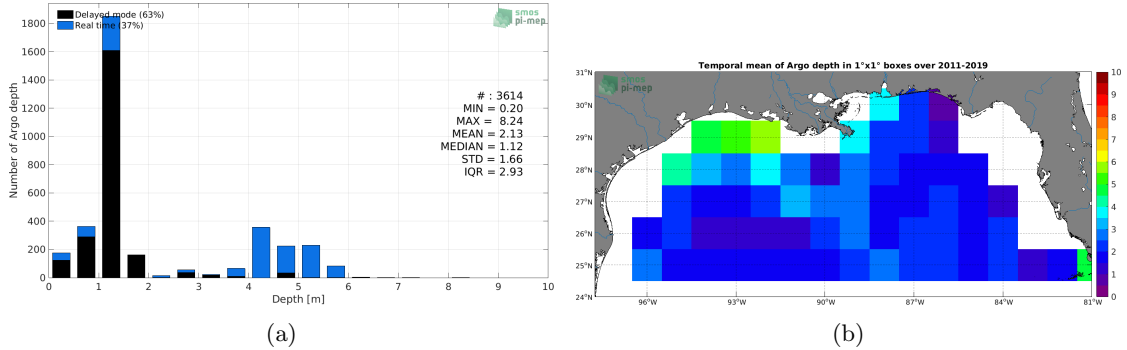 Delayed mode (63%)
Real time (37%)
smos
pi-mep
# : 3614
MIN = 0.20
MAX = 8.24
MEAN = 2.13
MEDIAN = 1.12
STD = 1.66
IQR = 2.93
Number of Argo depth
1800
1600
1400
1200
1000
800
600
400
200
0
0 1 2 3 4 5 6 7 8 9 10
Depth [m]
(a)
Temporal mean of Argo depth in 1°x1° boxes over 2011-2019
smos
pi-mep
31°N
30°N
29°N
28°N
27°N
26°N
25°N
24°N
96°W 93°W 90°W 87°W 84°W 81°W
10
9
8
7
6
5
4
3
2
1
0
(b)